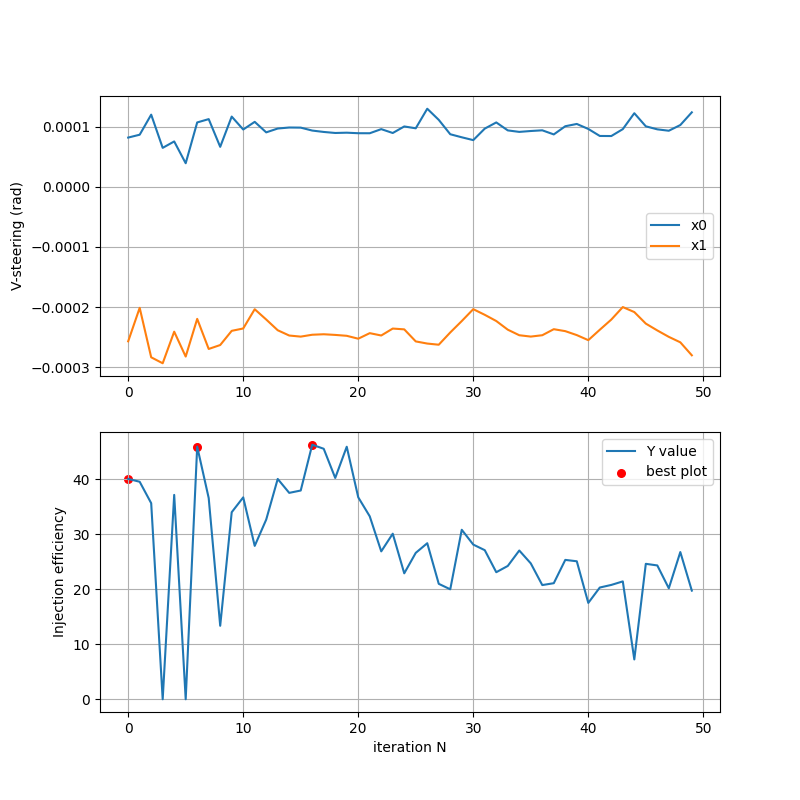 0.0001
0.0000
−0.0001
−0.0002
−0.0003
V-steering (rad)
x0
x1
0 10 20 30 40 50
40
30
20
10
0
Injection efficiency
Y value
best plot
0 10 20 30 40 50
iteration N